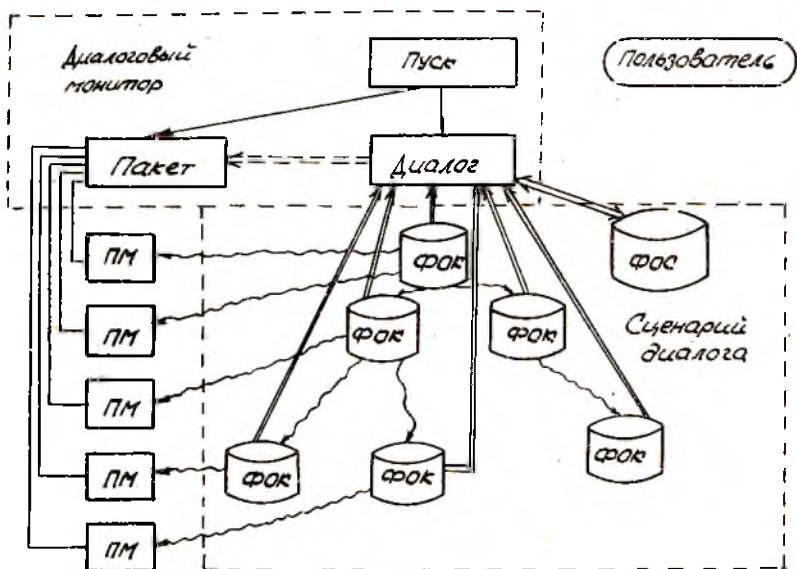 Диалоговый
монитор
Пуск
Пользователь
Пакет
Диалог
ПМ
ФОК
ФОС
ПМ
ФОК
ФОК
Сценарий
диалога
ПМ
ПМ
ФОК
ФОК
ФОК
ПМ